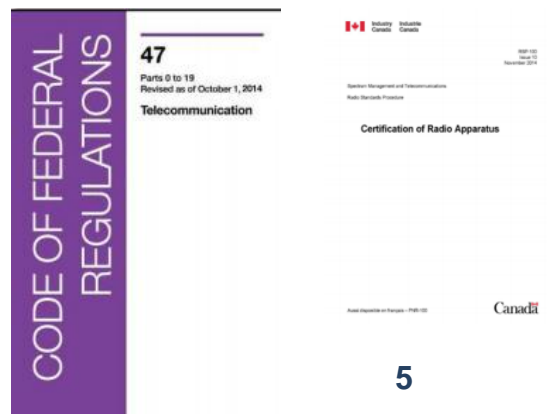 CODE OF FEDERAL
REGULATIONS
47
Parts 0 to 19
Revised as of October 1, 2014
Telecommunication
Industry Industrie
Canada Canada
RSP-100
Issue 10
November 2014
Spectrum Management and Telecommunications
Radio Standards Procedure
Certification of Radio Apparatus
Aussi disponible en français - PNR-100
Canada
5